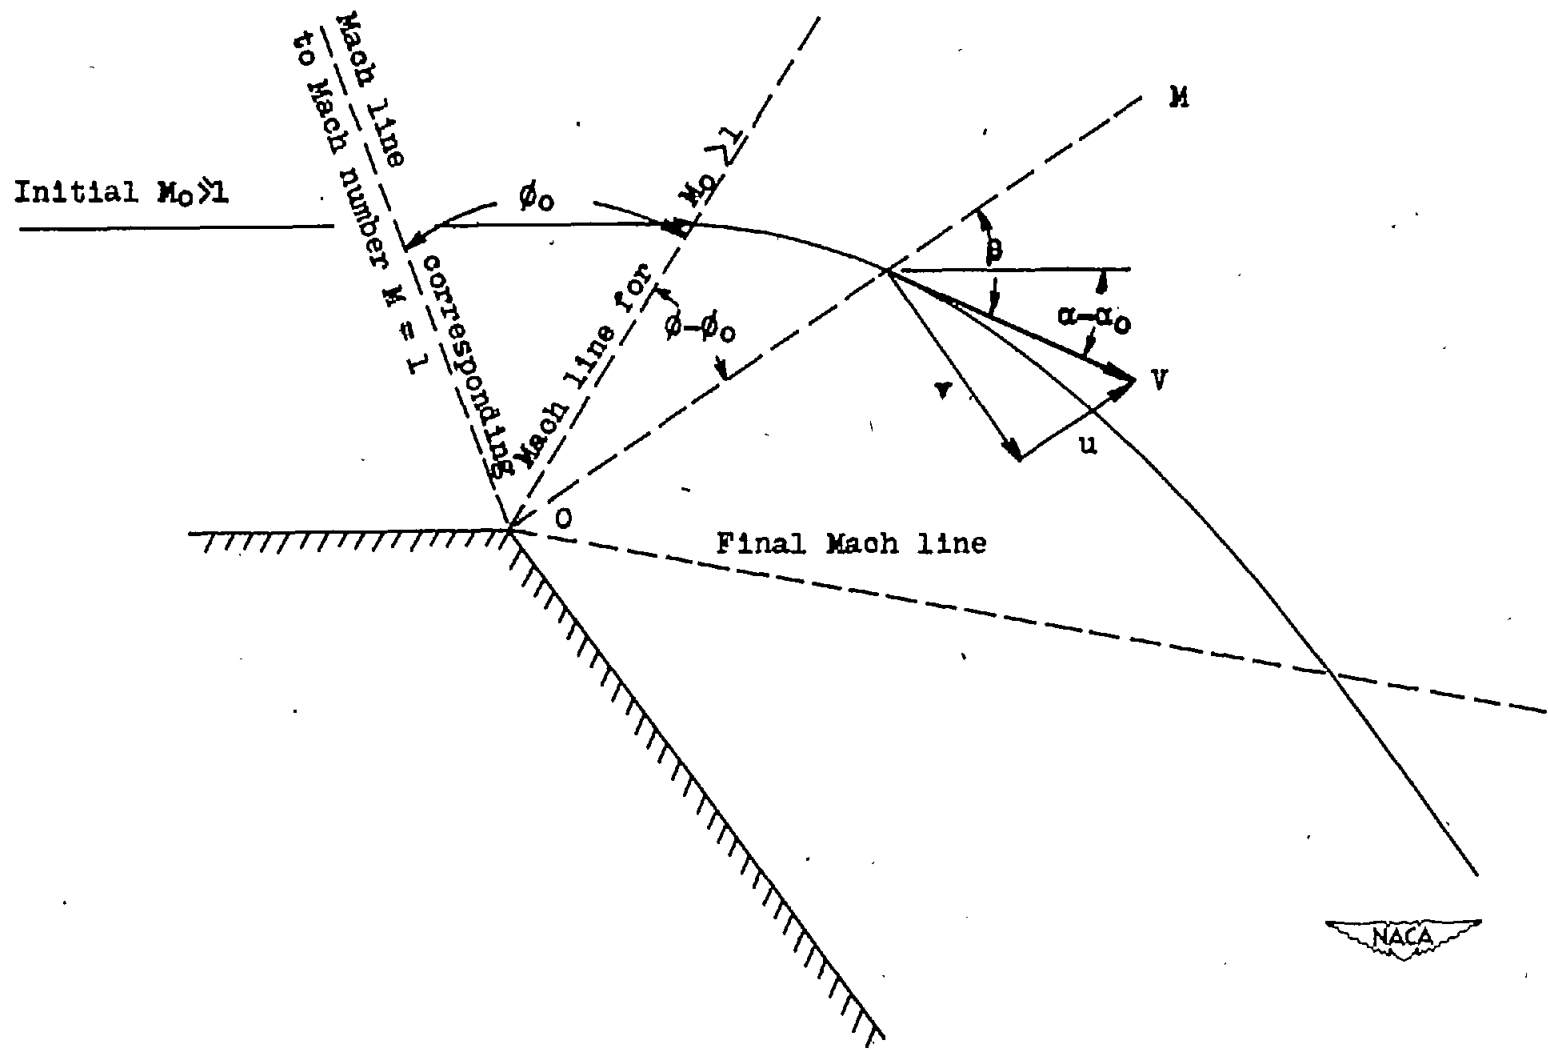 Mach line corresponding
to Mach number M = 1
Initial M₀⩾1
ϕ₀
Mach line for M₀ ⩾1
M
β
α-α₀
ϕ-ϕ₀
v
V
u
O
Final Mach line
NACA